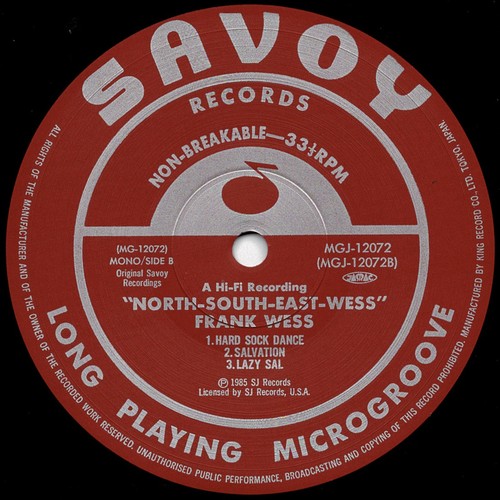 SAVOY
RECORDS
NON-BREAKABLE—33⅓RPM
(MG-12072)
MONO/SIDE B
Original Savoy
Recordings
MGJ-12072
(MGJ-12072B)
A Hi-Fi Recording
"NORTH-SOUTH-EAST-WESS"
FRANK WESS
1.HARD SOCK DANCE
2.SALVATION
3.LAZY SAL
Ⓟ 1985 SJ Records
Licensed by SJ Records, U.S.A.
LONG PLAYING MICROGROOVE
ALL RIGHTS OF THE MANUFACTURER AND OF THE OWNER OF THE RECORDED WORK RESERVED. UNAUTHORISED PUBLIC PERFORMANCE, BROADCASTING AND COPYING OF THIS RECORD PROHIBITED. MANUFACTURED BY KING RECORD CO.,LTD. TOKYO, JAPAN.